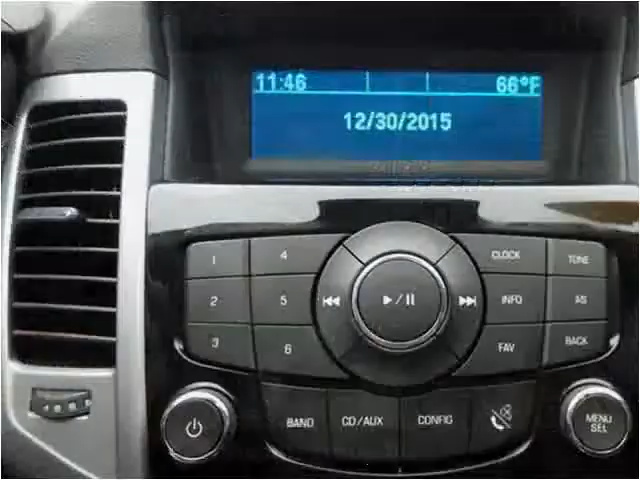 11:46 66°F
12/30/2015
1 4 CLOCK TONE
2 5 INFO AS
3 6 FAV BACK
BAND CD/AUX CONFIG
MENU
SEL